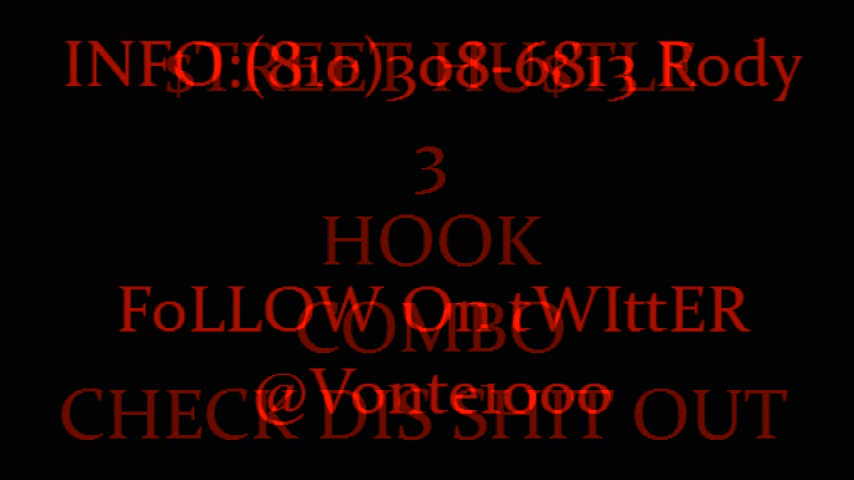 INFO:(810)308-6813 Rody
$TREET HU$TLE
3
HOOK
FoLLOW On tWIttER
COMBO
@Vonte1000
CHECK DIS SHIT OUT